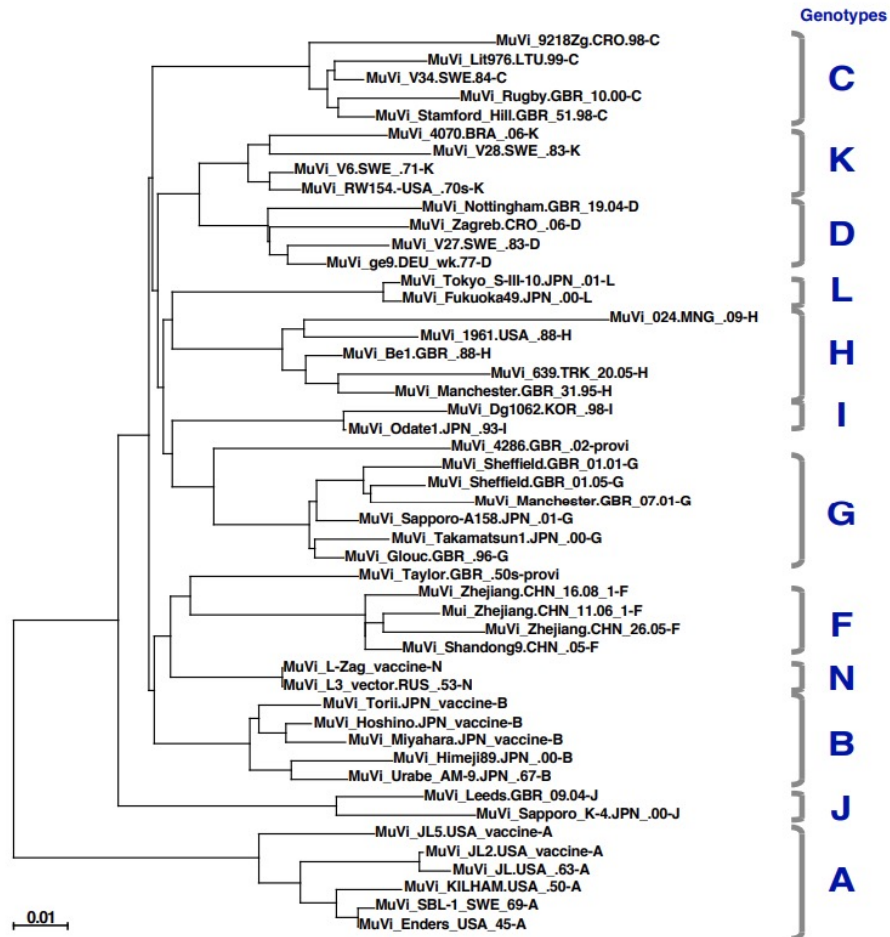 Genotypes
MuVi_9218Zg.CRO.98-C
MuVi_Lit976.LTU.99-C
MuVi_V34.SWE.84-C
MuVi_Rugby.GBR_10.00-C
MuVi_Stamford_Hill.GBR_51.98-C
C
MuVi_4070.BRA_.06-K
MuVi_V28.SWE_.83-K
MuVi_V6.SWE_.71-K
MuVi_RW154.-USA_.70s-K
K
MuVi_Nottingham.GBR_19.04-D
MuVi_Zagreb.CRO_.06-D
MuVi_V27.SWE_.83-D
MuVi_ge9.DEU_wk.77-D
D
MuVi_Tokyo_S-III-10.JPN_.01-L
MuVi_Fukuoka49.JPN_.00-L
L
MuVi_024.MNG_.09-H
MuVi_1961.USA_.88-H
MuVi_Be1.GBR_.88-H
MuVi_639.TRK_20.05-H
MuVi_Manchester.GBR_31.95-H
H
MuVi_Dg1062.KOR_.98-I
MuVi_Odate1.JPN_.93-I
I
MuVi_4286.GBR_.02-provi
MuVi_Sheffield.GBR_01.01-G
MuVi_Sheffield.GBR_01.05-G
MuVi_Manchester.GBR_07.01-G
MuVi_Sapporo-A158.JPN_.01-G
MuVi_Takamatsun1.JPN_.00-G
MuVi_Glouc.GBR_.96-G
G
MuVi_Taylor.GBR_.50s-provi
MuVi_Zhejiang.CHN_16.08_1-F
Mui_Zhejiang.CHN_11.06_1-F
MuVi_Zhejiang.CHN_26.05-F
MuVi_Shandong9.CHN_.05-F
F
MuVi_L-Zag_vaccine-N
MuVi_L3_vector.RUS_.53-N
N
MuVi_Torii.JPN_vaccine-B
MuVi_Hoshino.JPN_vaccine-B
MuVi_Miyahara.JPN_vaccine-B
MuVi_Himeji89.JPN_.00-B
MuVi_Urabe_AM-9.JPN_.67-B
B
MuVi_Leeds.GBR_09.04-J
MuVi_Sapporo_K-4.JPN_.00-J
J
MuVi_JL5.USA_vaccine-A
MuVi_JL2.USA_vaccine-A
MuVi_JL.USA_.63-A
MuVi_KILHAM.USA_.50-A
MuVi_SBL-1_SWE_69-A
MuVi_Enders_USA_45-A
A
0.01